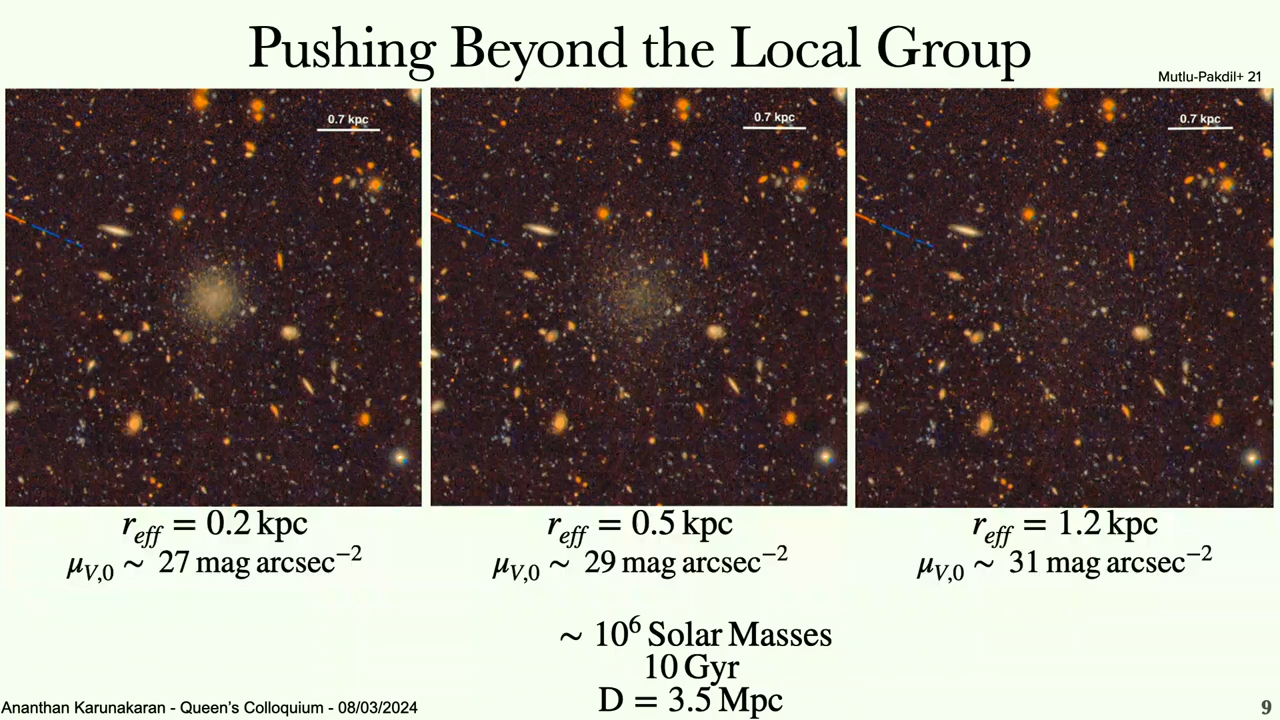 Pushing Beyond the Local Group
Mutlu-Pakdil+ 21
0.7 kpc
0.7 kpc
0.7 kpc
r_eff = 0.2 kpc
μ_V,0 ~ 27 mag arcsec⁻²
r_eff = 0.5 kpc
μ_V,0 ~ 29 mag arcsec⁻²
r_eff = 1.2 kpc
μ_V,0 ~ 31 mag arcsec⁻²
~ 10⁶ Solar Masses
10 Gyr
D = 3.5 Mpc
Ananthan Karunakaran - Queen's Colloquium - 08/03/2024
9